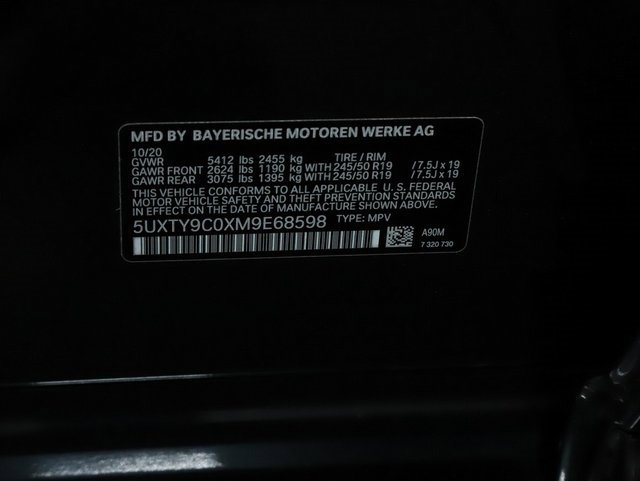 MFD BY BAYERISCHE MOTOREN WERKE AG
10/20
GVWR 5412 lbs 2455 kg TIRE / RIM
GAWR FRONT 2624 lbs 1190 kg WITH 245/50 R19 / 7.5J x 19
GAWR REAR 3075 lbs 1395 kg WITH 245/50 R19 / 7.5J x 19
THIS VEHICLE CONFORMS TO ALL APPLICABLE U. S. FEDERAL
MOTOR VEHICLE SAFETY AND THEFT PREVENTION STANDARDS
IN EFFECT ON THE DATE OF MANUFACTURE SHOWN ABOVE.
5UXTY9C0XM9E68598 TYPE: MPV
A90M
7 320 730